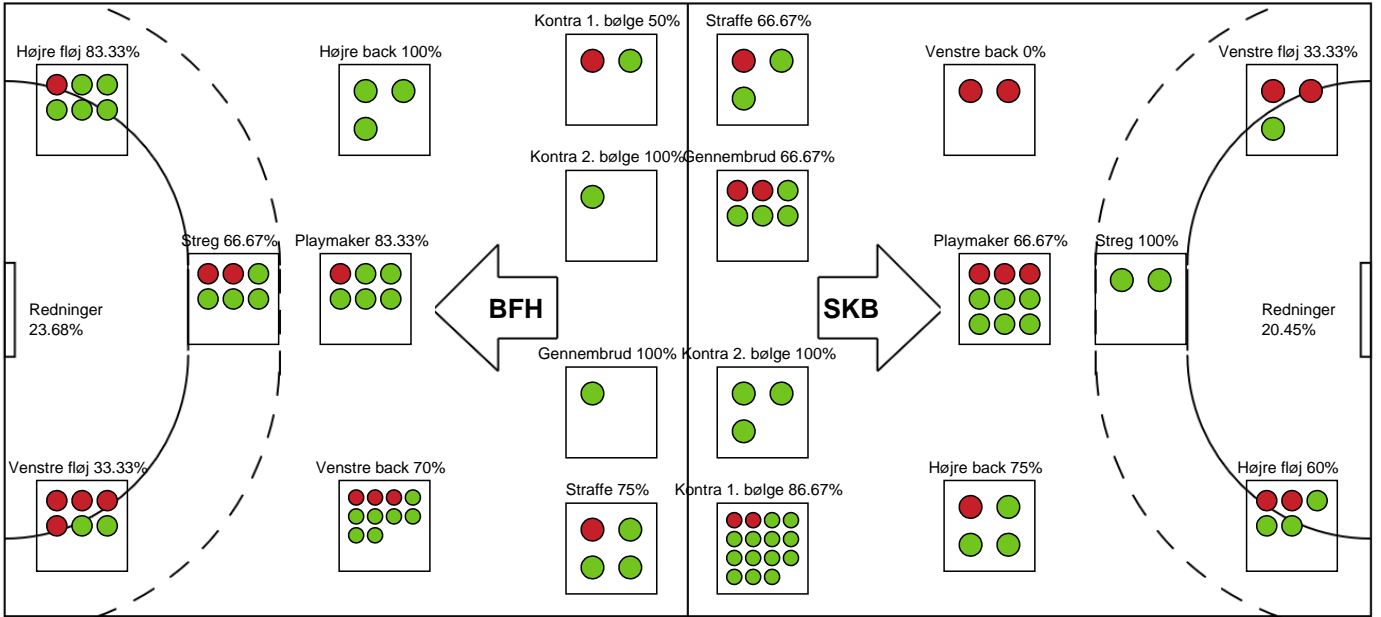 Kontra 1. bølge 50%
Straffe 66.67%
Højre fløj 83.33%
Højre back 100%
Venstre back 0%
Venstre fløj 33.33%
Kontra 2. bølge 100%
Gennembrud 66.67%
Streg 66.67%
Playmaker 83.33%
Playmaker 66.67%
Streg 100%
Redninger
23.68%
BFH
SKB
Redninger
20.45%
Gennembrud 100%
Kontra 2. bølge 100%
Venstre fløj 33.33%
Venstre back 70%
Straffe 75%
Kontra 1. bølge 86.67%
Højre back 75%
Højre fløj 60%